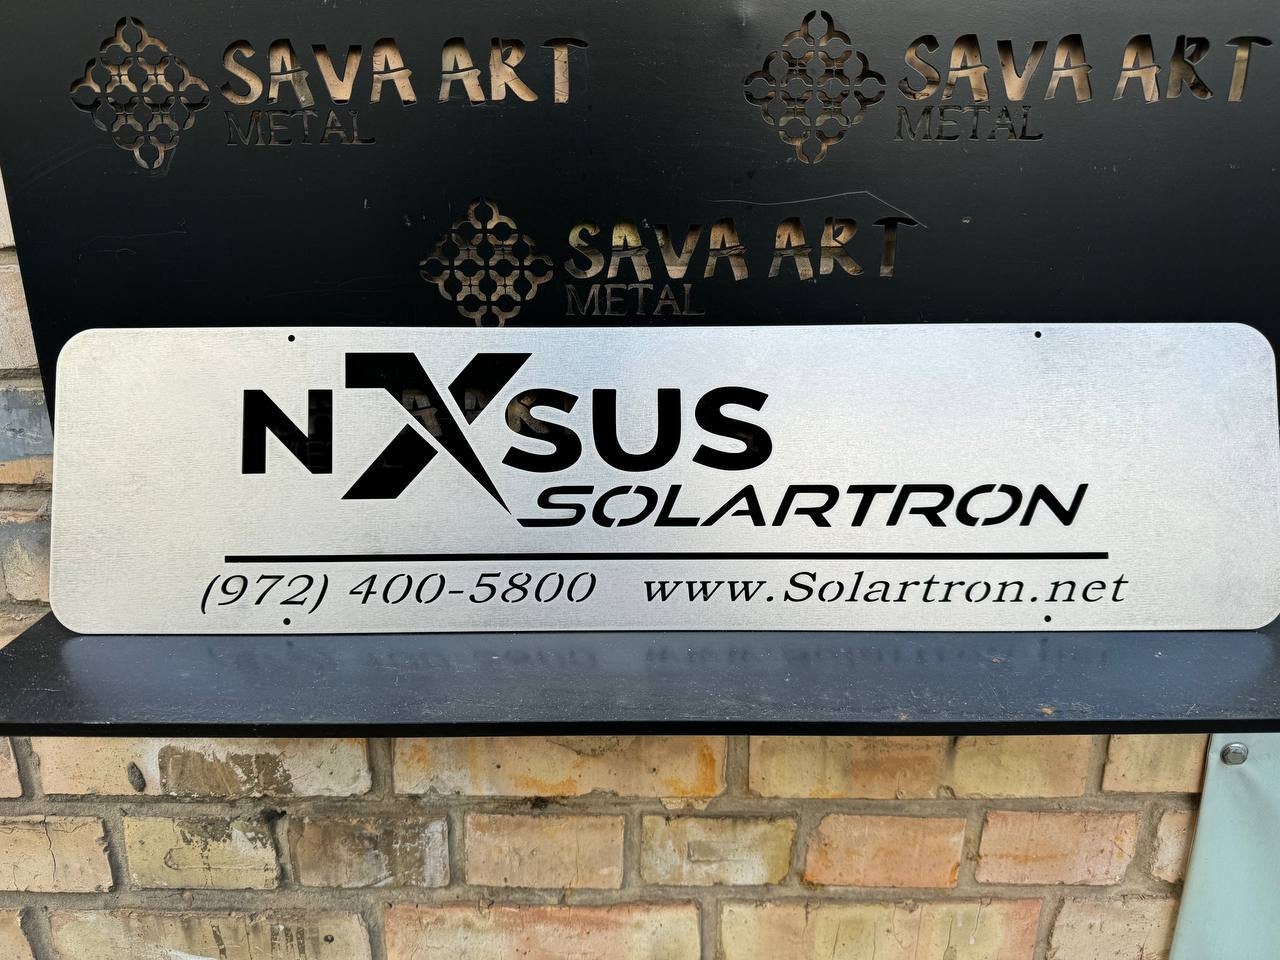 SAVA ART
METAL
SAVA ART
METAL
SAVA ART
METAL
NXSUS
SOLARTRON
(972) 400-5800 www.Solartron.net